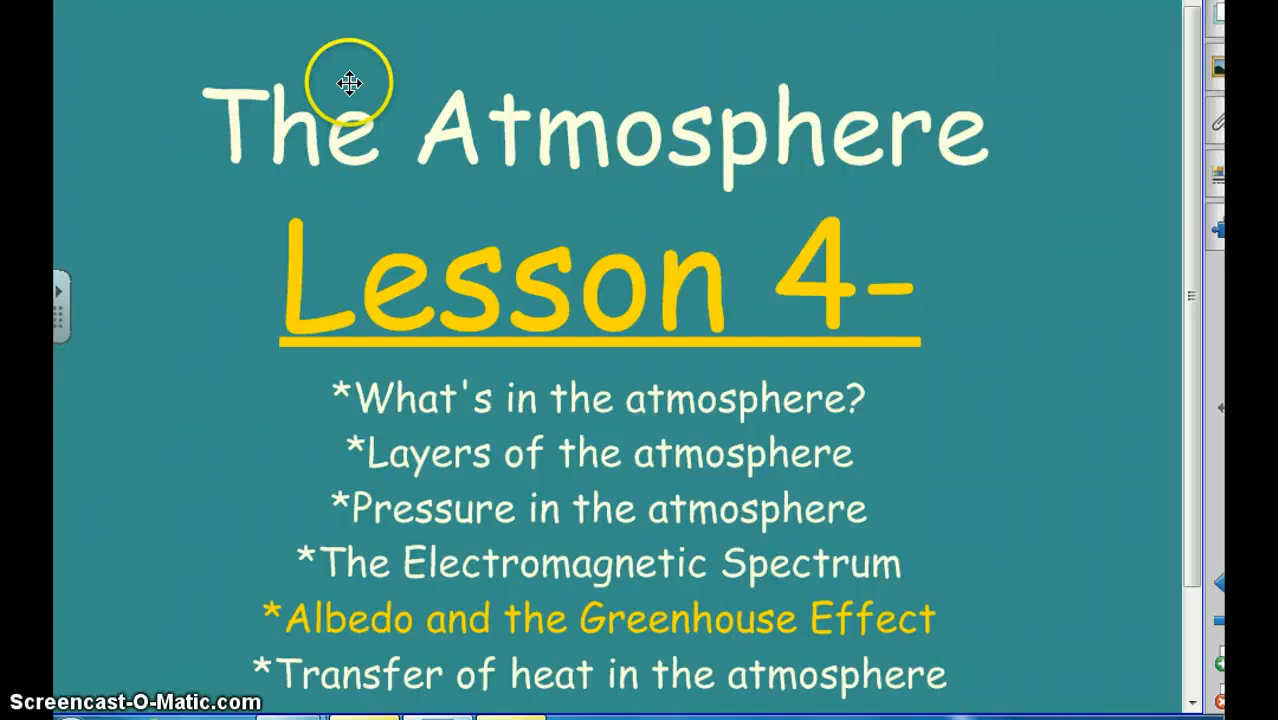 The Atmosphere
Lesson 4-
*What's in the atmosphere?
*Layers of the atmosphere
*Pressure in the atmosphere
*The Electromagnetic Spectrum
*Albedo and the Greenhouse Effect
*Transfer of heat in the atmosphere
Screencast-O-Matic.com